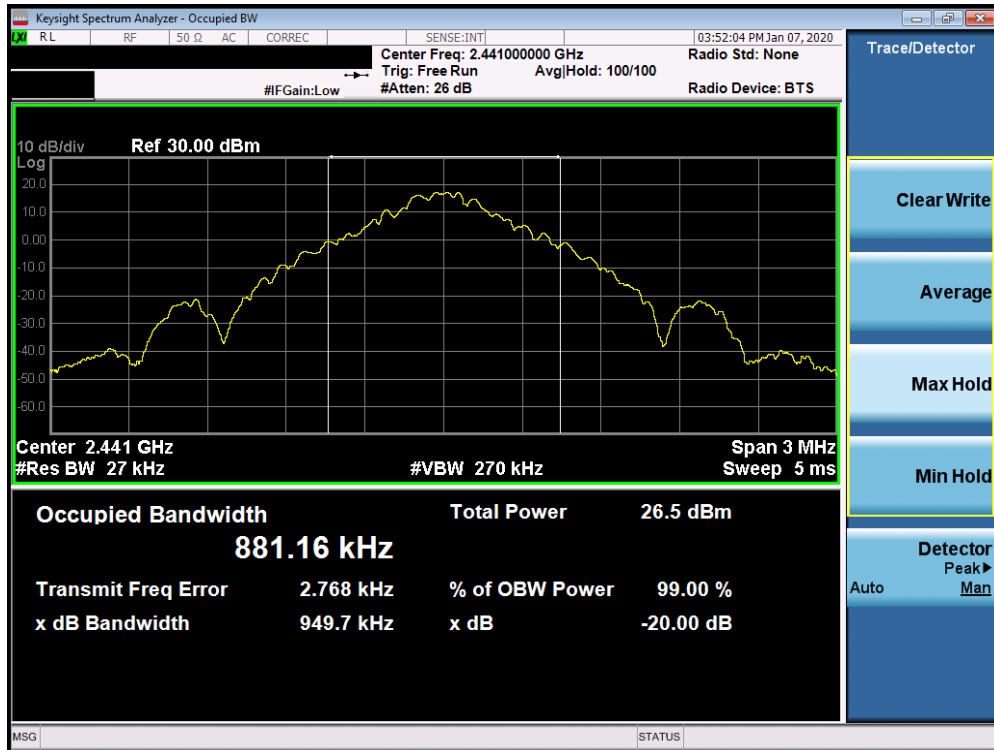 Keysight Spectrum Analyzer - Occupied BW
LXI RL RF 50 Ω AC CORREC SENSE:INT 03:52:04 PM Jan 07, 2020
Center Freq: 2.441000000 GHz Radio Std: None
Trig: Free Run Avg|Hold: 100/100
#IFGain:Low #Atten: 26 dB Radio Device: BTS
10 dB/div Ref 30.00 dBm
Log
20.0
10.0
0.00
-10.0
-20.0
-30.0
-40.0
-50.0
-60.0
Center 2.441 GHz Span 3 MHz
#Res BW 27 kHz #VBW 270 kHz Sweep 5 ms
Occupied Bandwidth Total Power 26.5 dBm
881.16 kHz
Transmit Freq Error 2.768 kHz % of OBW Power 99.00 %
x dB Bandwidth 949.7 kHz x dB -20.00 dB
Trace/Detector
Clear Write
Average
Max Hold
Min Hold
Detector
Peak▶
Auto Man
MSG STATUS